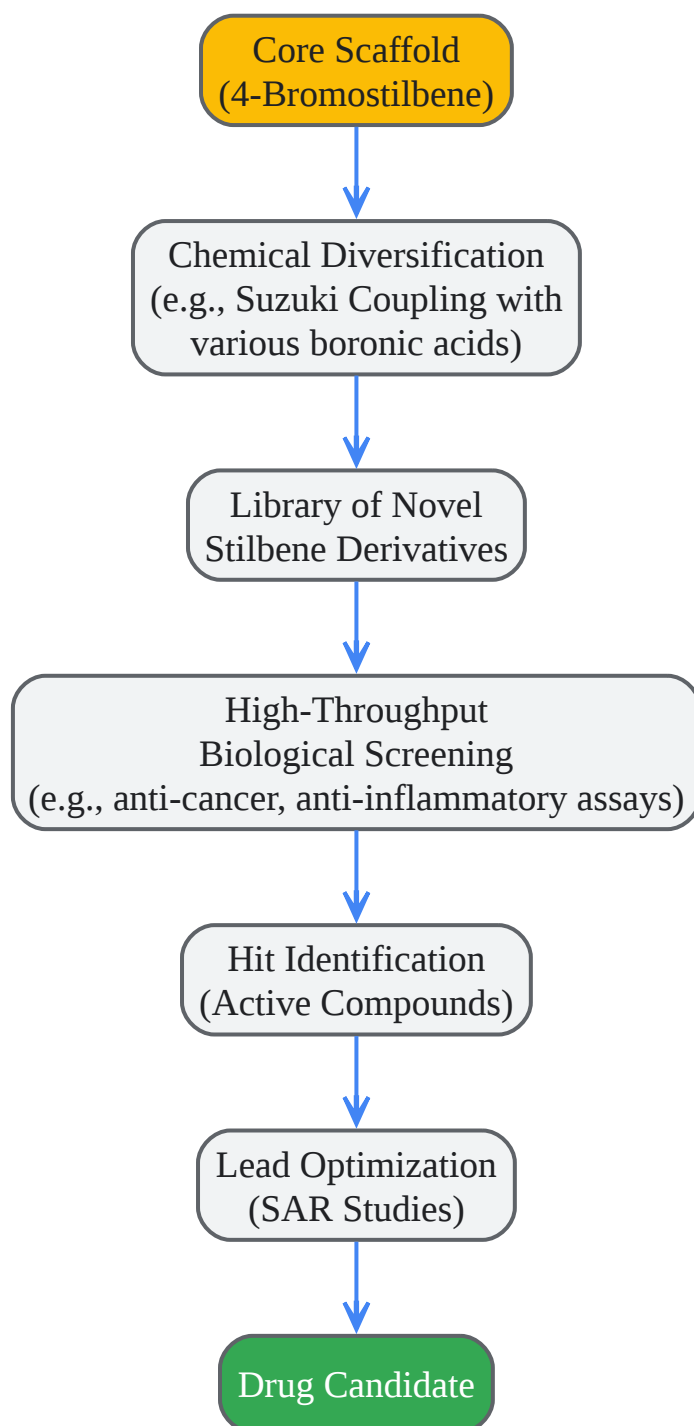 Core Scaffold
(4-Bromostilbene)
Chemical Diversification
(e.g., Suzuki Coupling with
various boronic acids)
Library of Novel
Stilbene Derivatives
High-Throughput
Biological Screening
(e.g., anti-cancer, anti-inflammatory assays)
Hit Identification
(Active Compounds)
Lead Optimization
(SAR Studies)
Drug Candidate